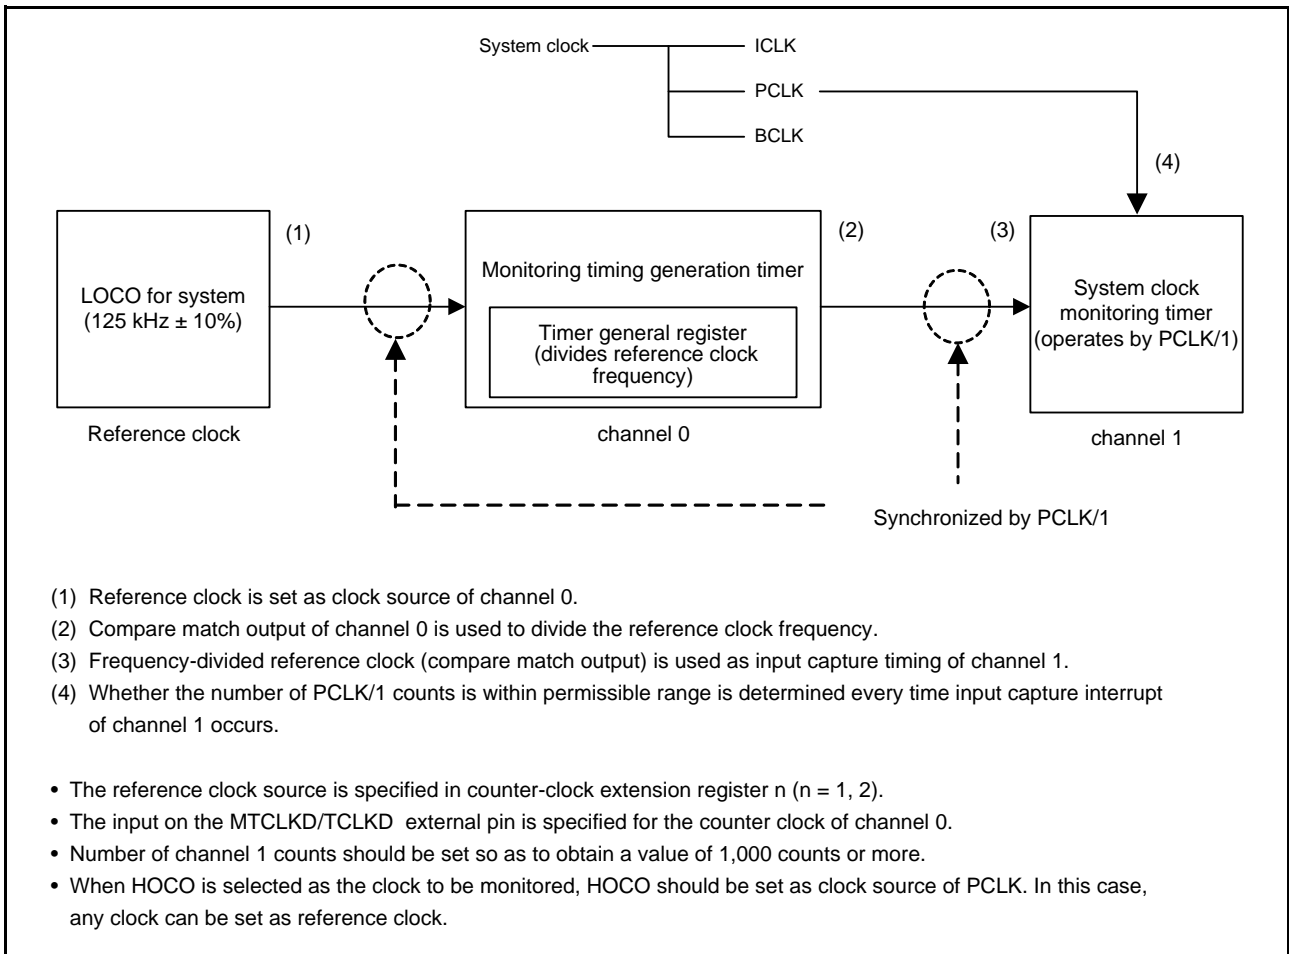 System clock
ICLK
PCLK
BCLK
(4)
(1)
(2)
(3)
LOCO for system
(125 kHz ± 10%)
Monitoring timing generation timer
Timer general register
(divides reference clock
frequency)
System clock
monitoring timer
(operates by PCLK/1)
Reference clock
channel 0
channel 1
Synchronized by PCLK/1
(1) Reference clock is set as clock source of channel 0.
(2) Compare match output of channel 0 is used to divide the reference clock frequency.
(3) Frequency-divided reference clock (compare match output) is used as input capture timing of channel 1.
(4) Whether the number of PCLK/1 counts is within permissible range is determined every time input capture interrupt
of channel 1 occurs.
• The reference clock source is specified in counter-clock extension register n (n = 1, 2).
• The input on the MTCLKD/TCLKD external pin is specified for the counter clock of channel 0.
• Number of channel 1 counts should be set so as to obtain a value of 1,000 counts or more.
• When HOCO is selected as the clock to be monitored, HOCO should be set as clock source of PCLK. In this case,
any clock can be set as reference clock.